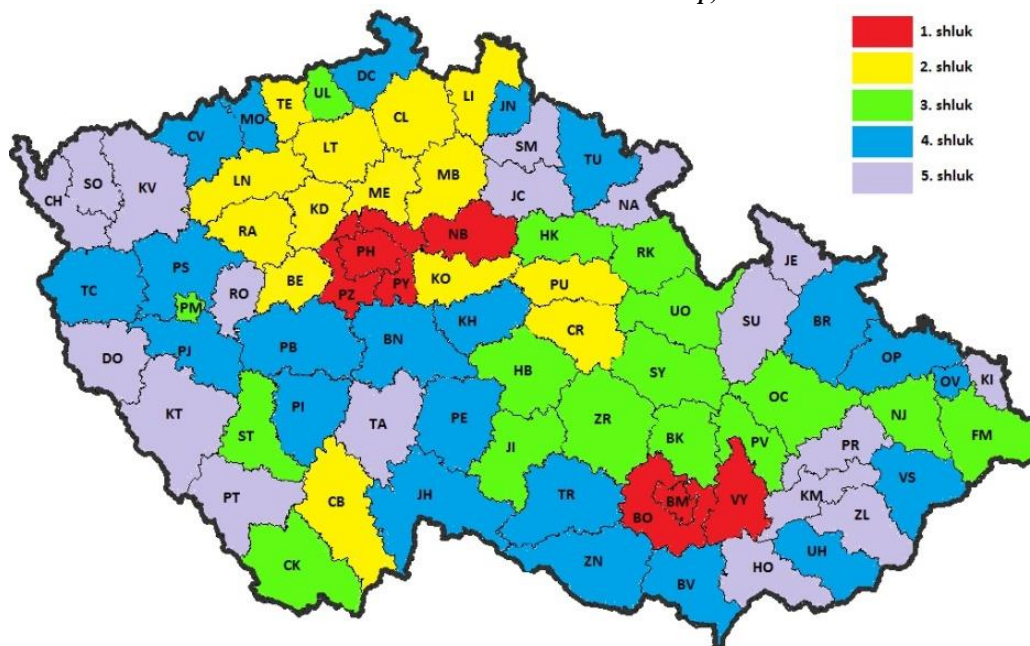 1. shluk
2. shluk
3. shluk
4. shluk
5. shluk
DC
UL
TE
LI
MO
CL
JN
CV
LT
SM
TU
LN
ME
MB
SO
KV
CH
KD
JC
NA
RA
NB
HK
PH
RK
JE
PS
BE
KO
PU
TC
RO
PZ
PY
PM
UO
SU
BR
KH
CR
PJ
PB
BN
OP
DO
HB
SY
OV
KI
KT
OC
ST
PI
TA
PE
ZR
NJ
FM
BK
PV
PR
JI
VS
PT
CB
JH
TR
BO
BM
VY
KM
ZL
CK
ZN
UH
HO
BV